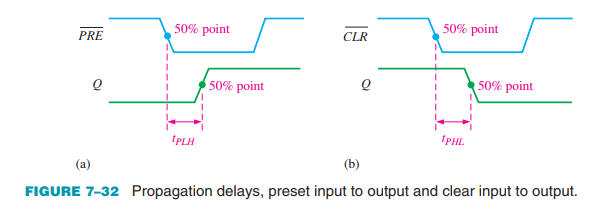 PRE 50% point
Q 50% point
tPLH
(a)
CLR 50% point
Q 50% point
tPHL
(b)
FIGURE 7–32 Propagation delays, preset input to output and clear input to output.